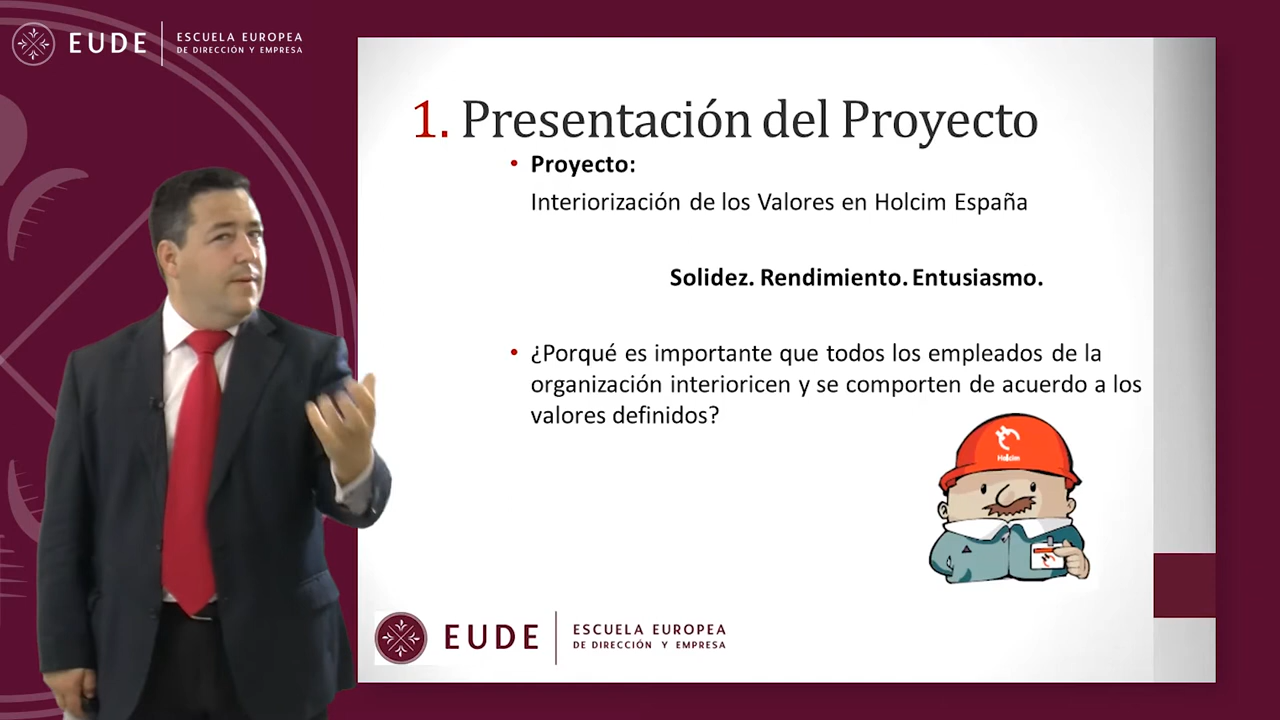 EUDE
ESCUELA EUROPEA
DE DIRECCIÓN Y EMPRESA
1. Presentación del Proyecto
• Proyecto:
Interiorización de los Valores en Holcim España
Solidez. Rendimiento. Entusiasmo.
• ¿Porqué es importante que todos los empleados de la
organización interioricen y se comporten de acuerdo a los
valores definidos?
Holcim
EUDE
ESCUELA EUROPEA
DE DIRECCIÓN Y EMPRESA